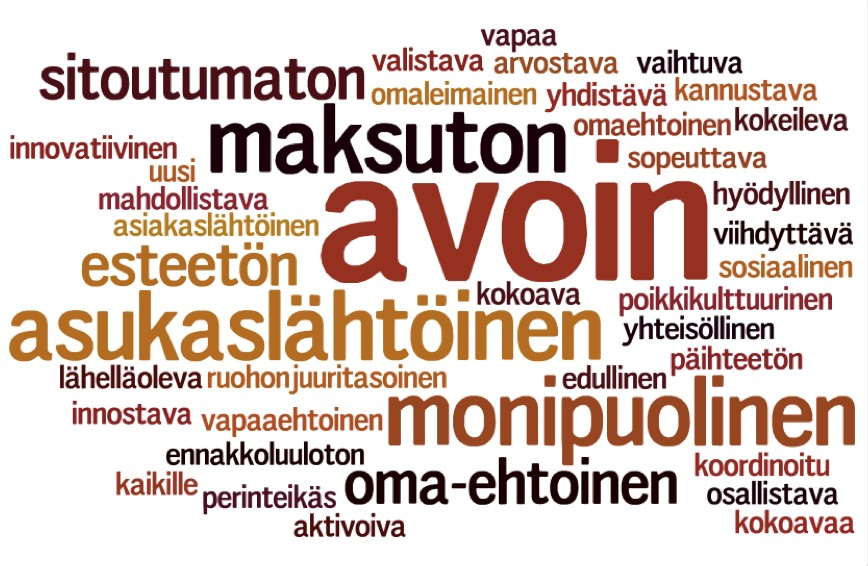 vapaa
valistava arvostava vaihtuva
sitoutumaton
omaleimainen yhdistävä kannustava
maksuton
omaehtoinen kokeileva
innovatiivinen
sopeuttava
uusi
avoin
mahdollistava
hyödyllinen
asiakaslähtöinen
viihdyttävä
esteetön
sosiaalinen
kokoava
poikkikulttuurinen
asukaslähtöinen
yhteisöllinen
päihteetön
lähelläoleva ruohonjuuritasoinen
edullinen
innostava vapaaehtoinen
monipuolinen
ennakkoluuloton
koordinoitu
kaikille perinteikäs
oma-ehtoinen
osallistava
aktivoiva
kokoavaa